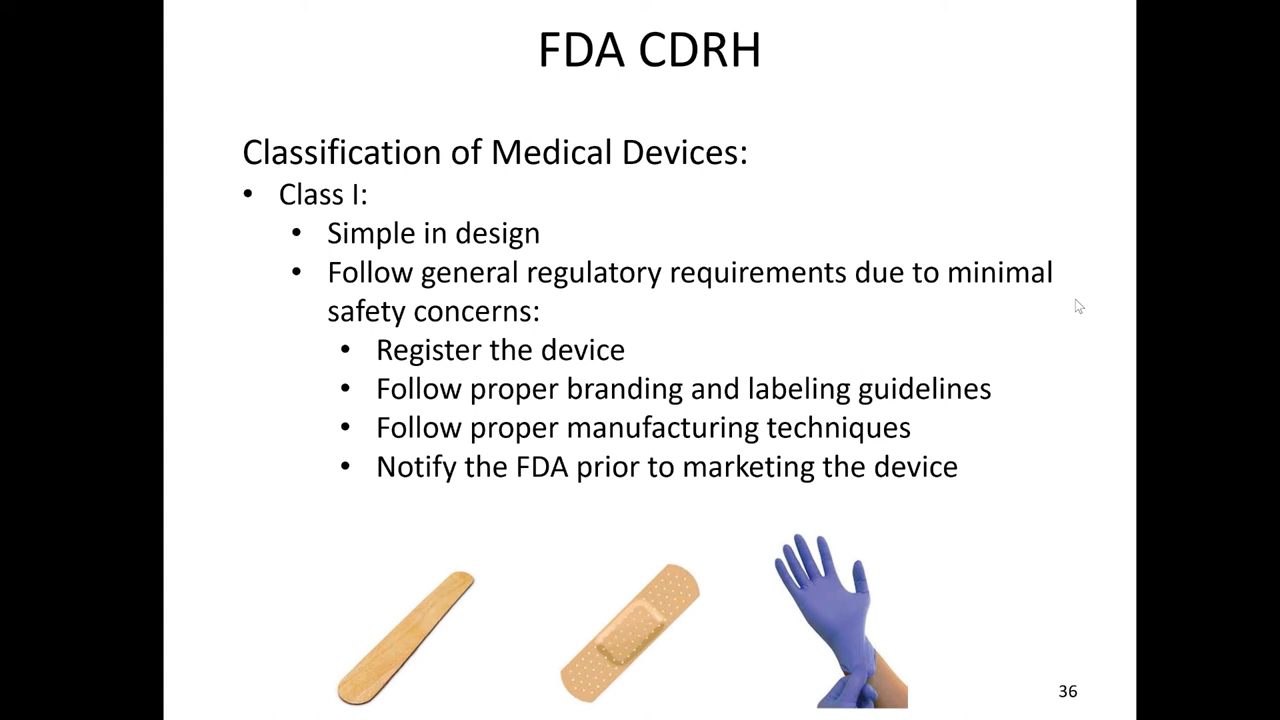 FDA CDRH
Classification of Medical Devices:
• Class I:
• Simple in design
• Follow general regulatory requirements due to minimal
safety concerns:
• Register the device
• Follow proper branding and labeling guidelines
• Follow proper manufacturing techniques
• Notify the FDA prior to marketing the device
36